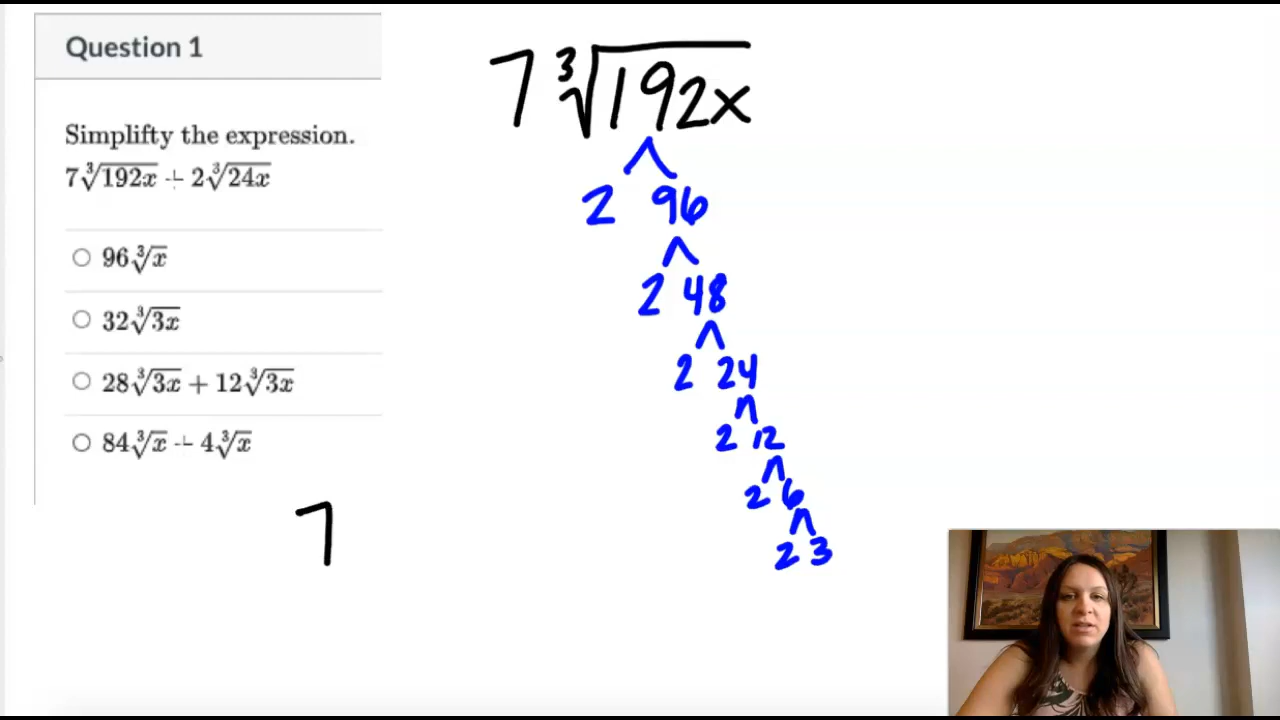 Question 1
Simplifty the expression.
7∛192x + 2∛24x
96∛x
32∛3x
28∛3x + 12∛3x
84∛x + 4∛x
7∛192x
2 96
2 48
2 24
2 12
2 6
2 3
7